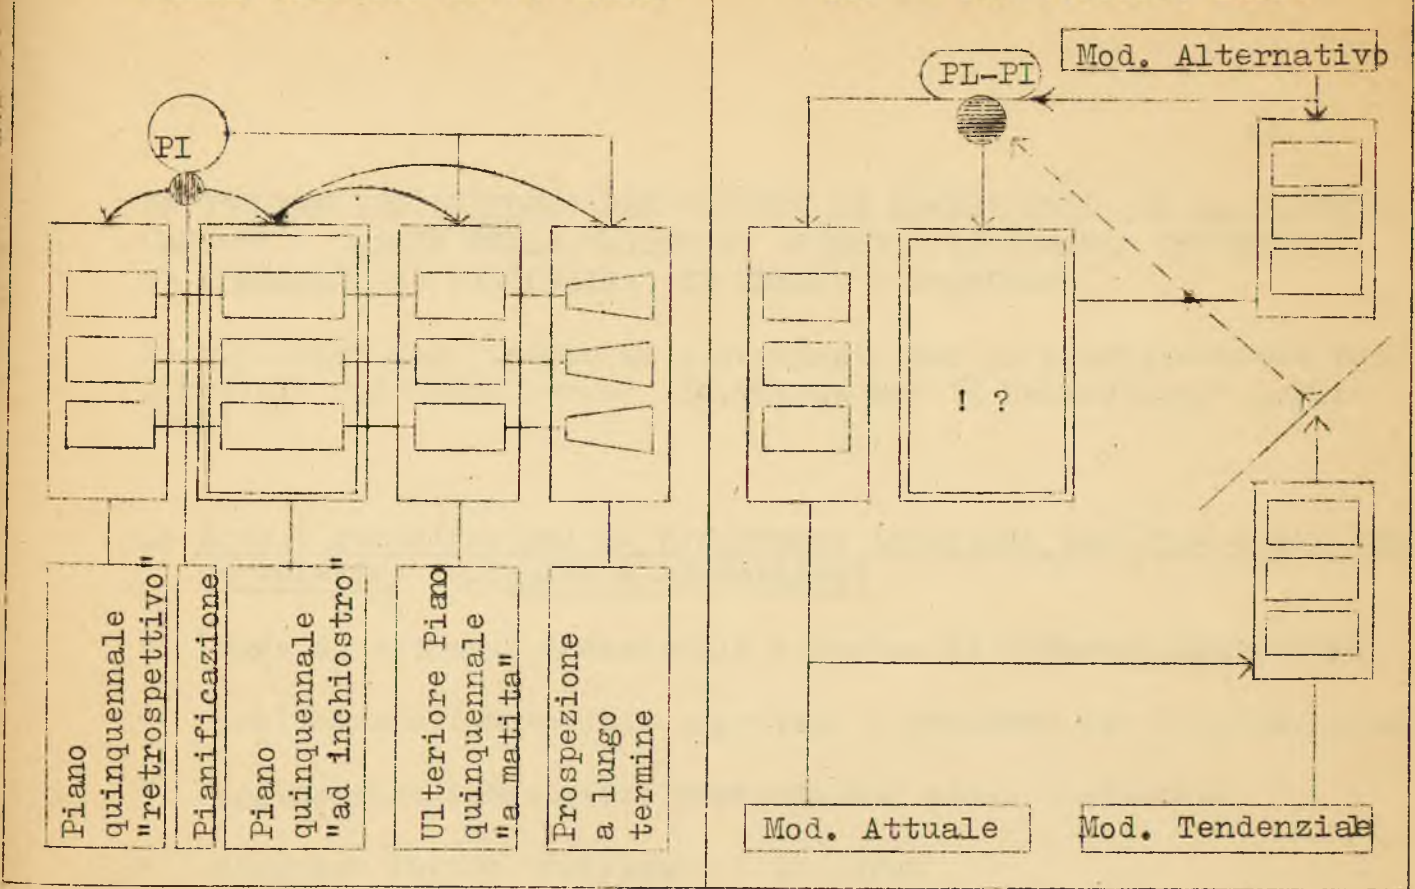 PI
Piano
quinquennale
"retrospettivo"
Pianificazione
Piano
quinquennale
"ad inchiostro"
Ulteriore Piano
quinquennale
"a matita"
Prospezione
a lungo
termine
PL-PI
Mod. Alternativo
! ?
Mod. Attuale
Mod. Tendenziale